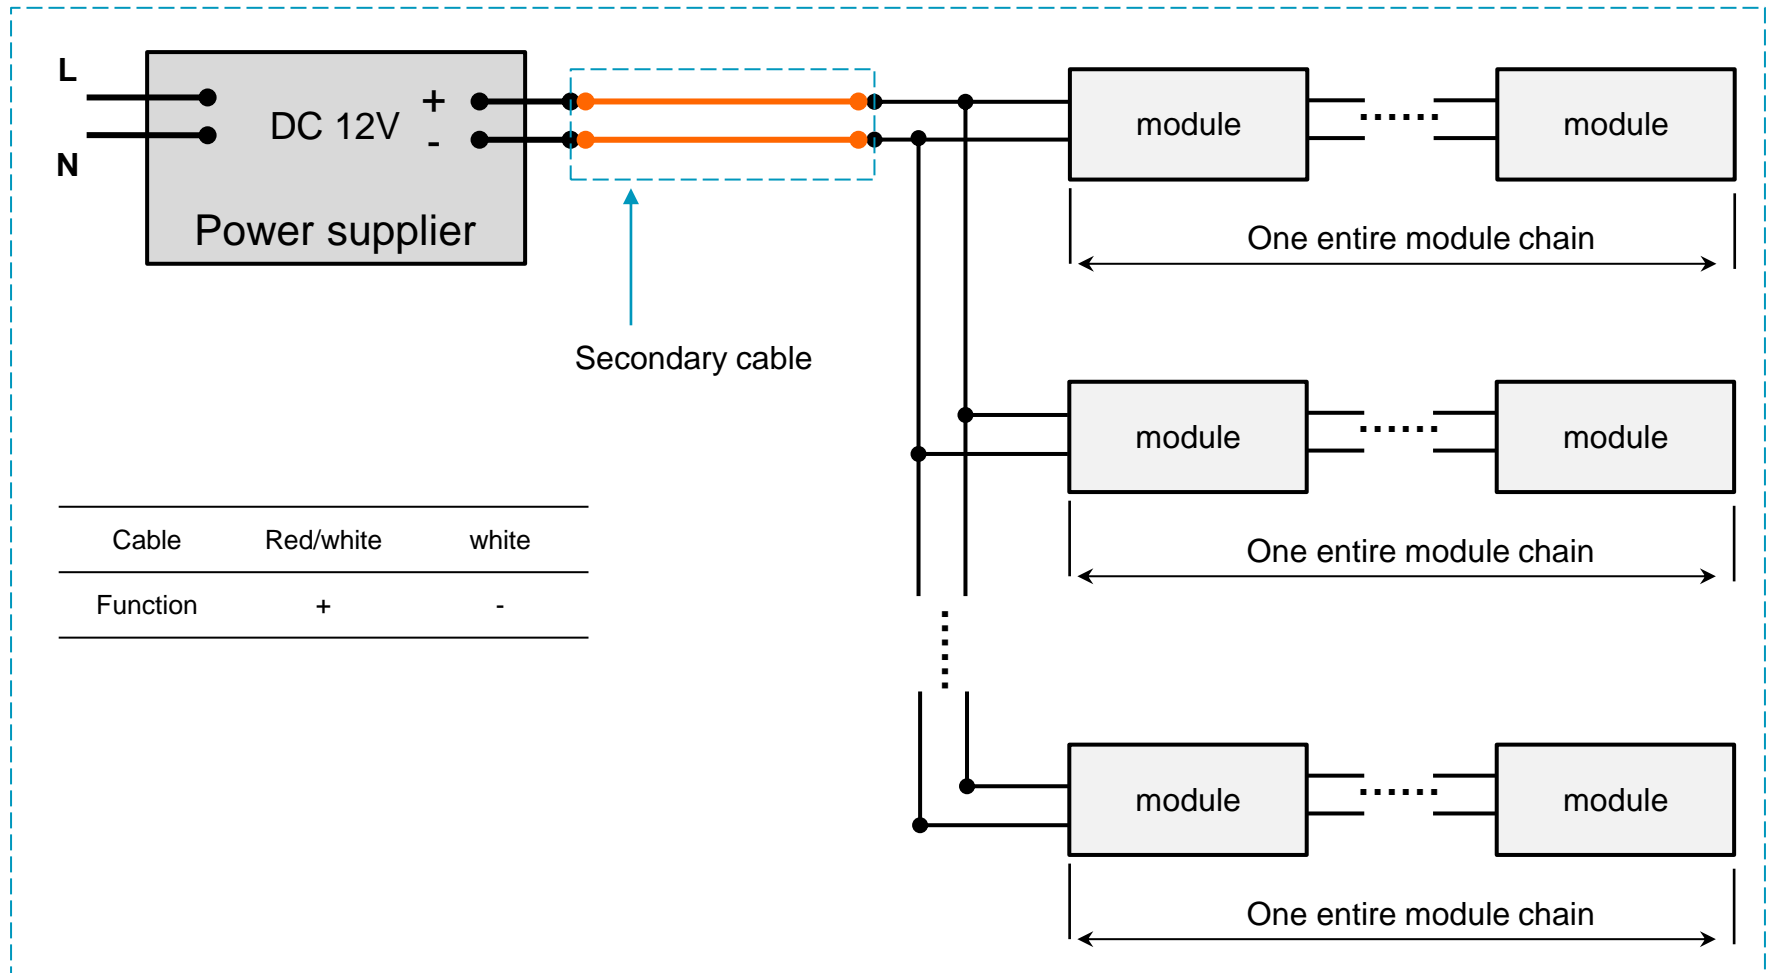 L
N
DC 12V
+
-
Power supplier
Secondary cable
module ...... module
One entire module chain
module ...... module
One entire module chain
Cable Red/white white
Function + -
module ...... module
One entire module chain